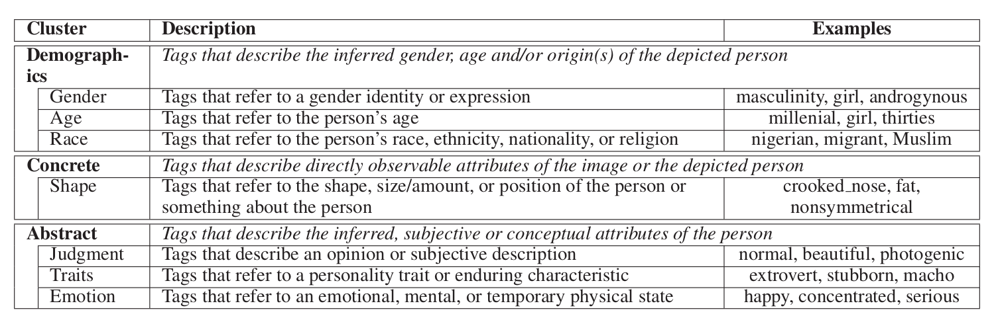 Cluster Description Examples
Demograph- Tags that describe the inferred gender, age and/or origin(s) of the depicted person
ics
Gender Tags that refer to a gender identity or expression masculinity, girl, androgynous
Age Tags that refer to the person's age millenial, girl, thirties
Race Tags that refer to the person's race, ethnicity, nationality, or religion nigerian, migrant, Muslim
Concrete Tags that describe directly observable attributes of the image or the depicted person
Shape Tags that refer to the shape, size/amount, or position of the person or crooked_nose, fat,
something about the person nonsymmetrical
Abstract Tags that describe the inferred, subjective or conceptual attributes of the person
Judgment Tags that describe an opinion or subjective description normal, beautiful, photogenic
Traits Tags that refer to a personality trait or enduring characteristic extrovert, stubborn, macho
Emotion Tags that refer to an emotional, mental, or temporary physical state happy, concentrated, serious